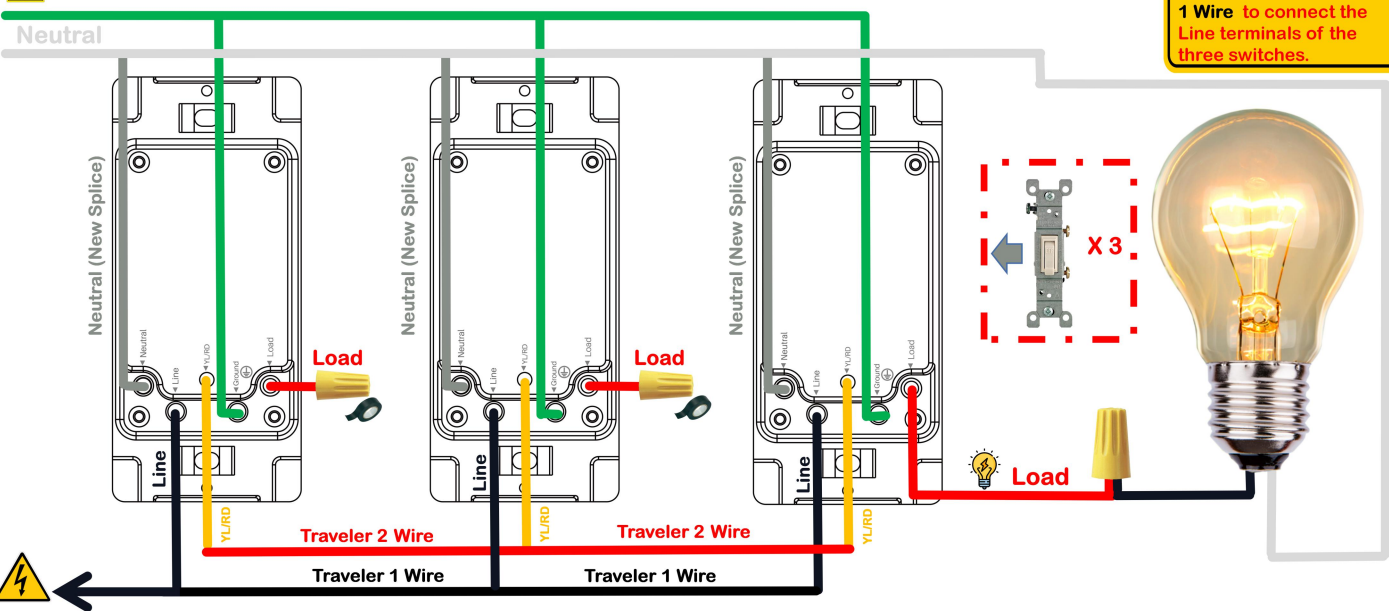 1 Wire to connect the
Line terminals of the
three switches.
Neutral
Neutral (New Splice)
Neutral
Line
YL/RD
Ground
Load
Load
Line
YL/RD
Neutral (New Splice)
Neutral
Line
YL/RD
Ground
Load
Load
Line
YL/RD
Neutral (New Splice)
Neutral
Line
YL/RD
Ground
Load
Line
YL/RD
X 3
Load
Traveler 2 Wire
Traveler 2 Wire
Traveler 1 Wire
Traveler 1 Wire